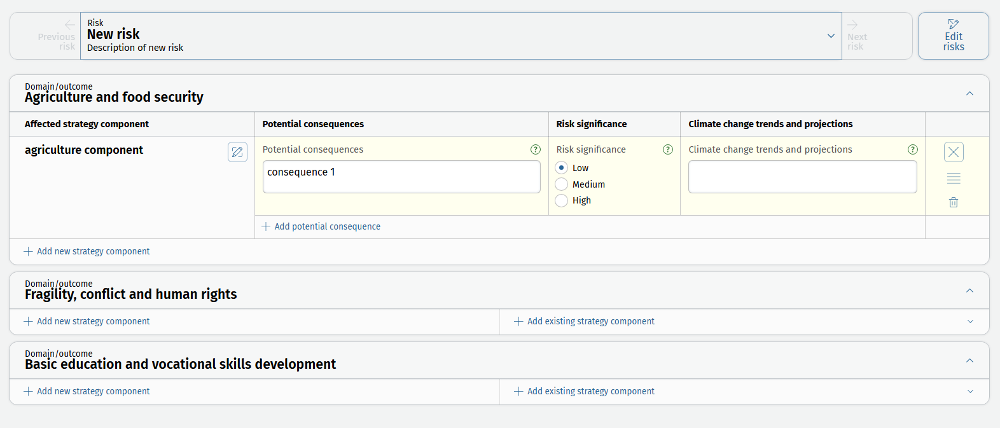 Previous
risk
Risk
New risk
Description of new risk
Next
risk
Edit
risks
Domain/outcome
Agriculture and food security
Affected strategy component
Potential consequences
Risk significance
Climate change trends and projections
agriculture component
Potential consequences
?
consequence 1
Risk significance
?
Low
Medium
High
Climate change trends and projections
?
Add potential consequence
Add new strategy component
Domain/outcome
Fragility, conflict and human rights
Add new strategy component
Add existing strategy component
Domain/outcome
Basic education and vocational skills development
Add new strategy component
Add existing strategy component